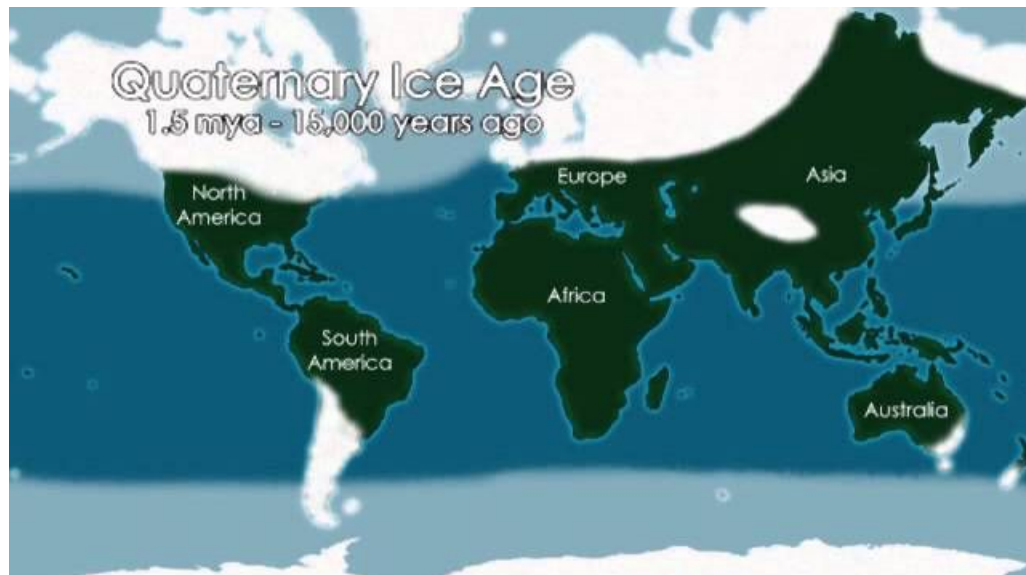 Quaternary Ice Age
1.5 mya - 15,000 years ago
North
America
Europe
Asia
Africa
South
America
Australia